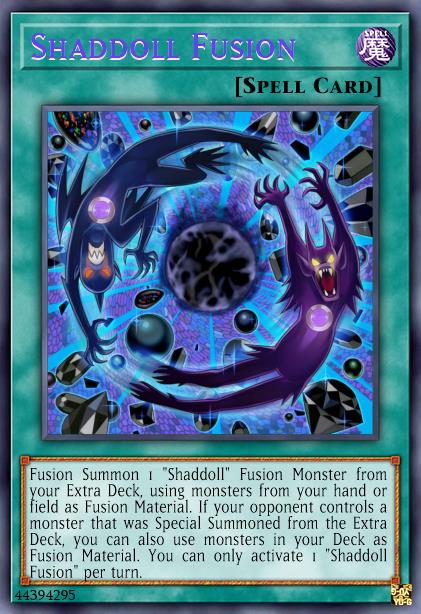 Shaddoll Fusion
SPELL
魔
[Spell Card]
Fusion Summon 1 "Shaddoll" Fusion Monster from
your Extra Deck, using monsters from your hand or
field as Fusion Material. If your opponent controls a
monster that was Special Summoned from the Extra
Deck, you can also use monsters in your Deck as
Fusion Material. You can only activate 1 "Shaddoll
Fusion" per turn.
44394295